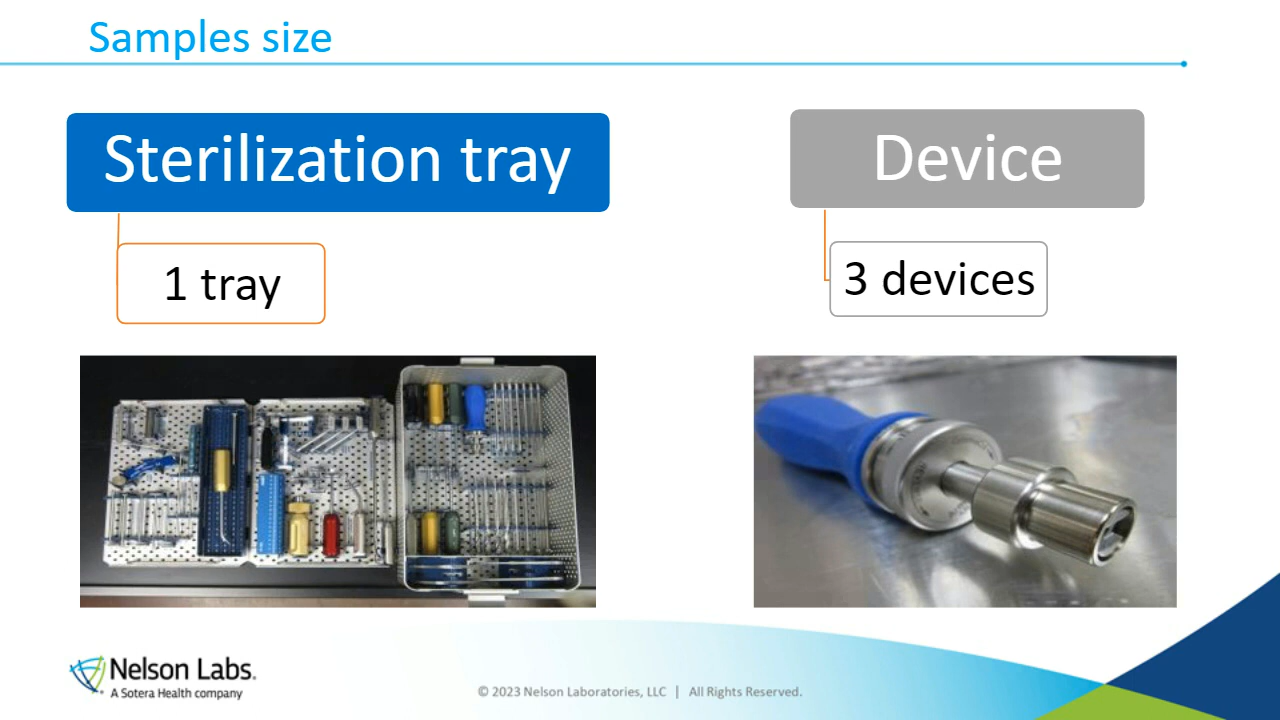 Samples size
Sterilization tray
1 tray
Device
3 devices
Nelson Labs.
A Sotera Health company
© 2023 Nelson Laboratories, LLC | All Rights Reserved.